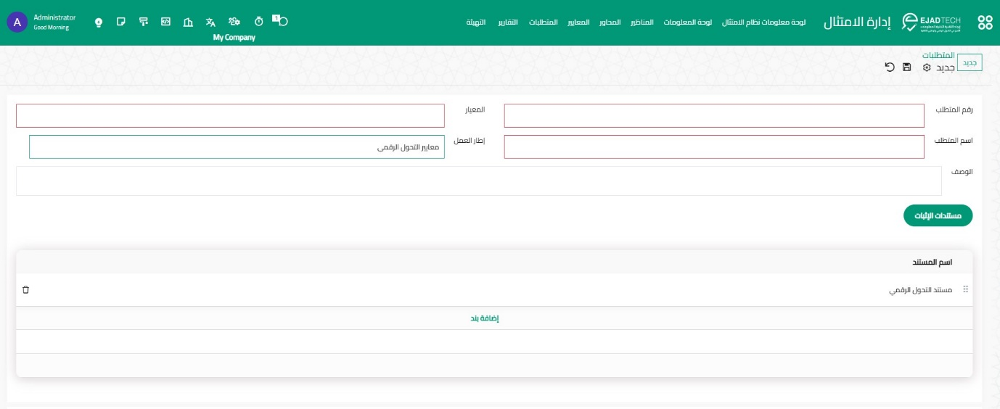 EJADTECH
إدارة الامتثال
لوحة معلومات نظام الامتثال
لوحة المعلومات
المناظير
المحاور
المعايير
المتطلبات
التقارير
التهيئة
1
My Company
Administrator
Good Morning
A
جديد
المتطلبات
جديد
رقم المتطلب
المعيار
اسم المتطلب
إطار العمل
معايير التحول الرقمي
الوصف
مستندات الإثبات
اسم المستند
مستند التحول الرقمي
إضافة بند